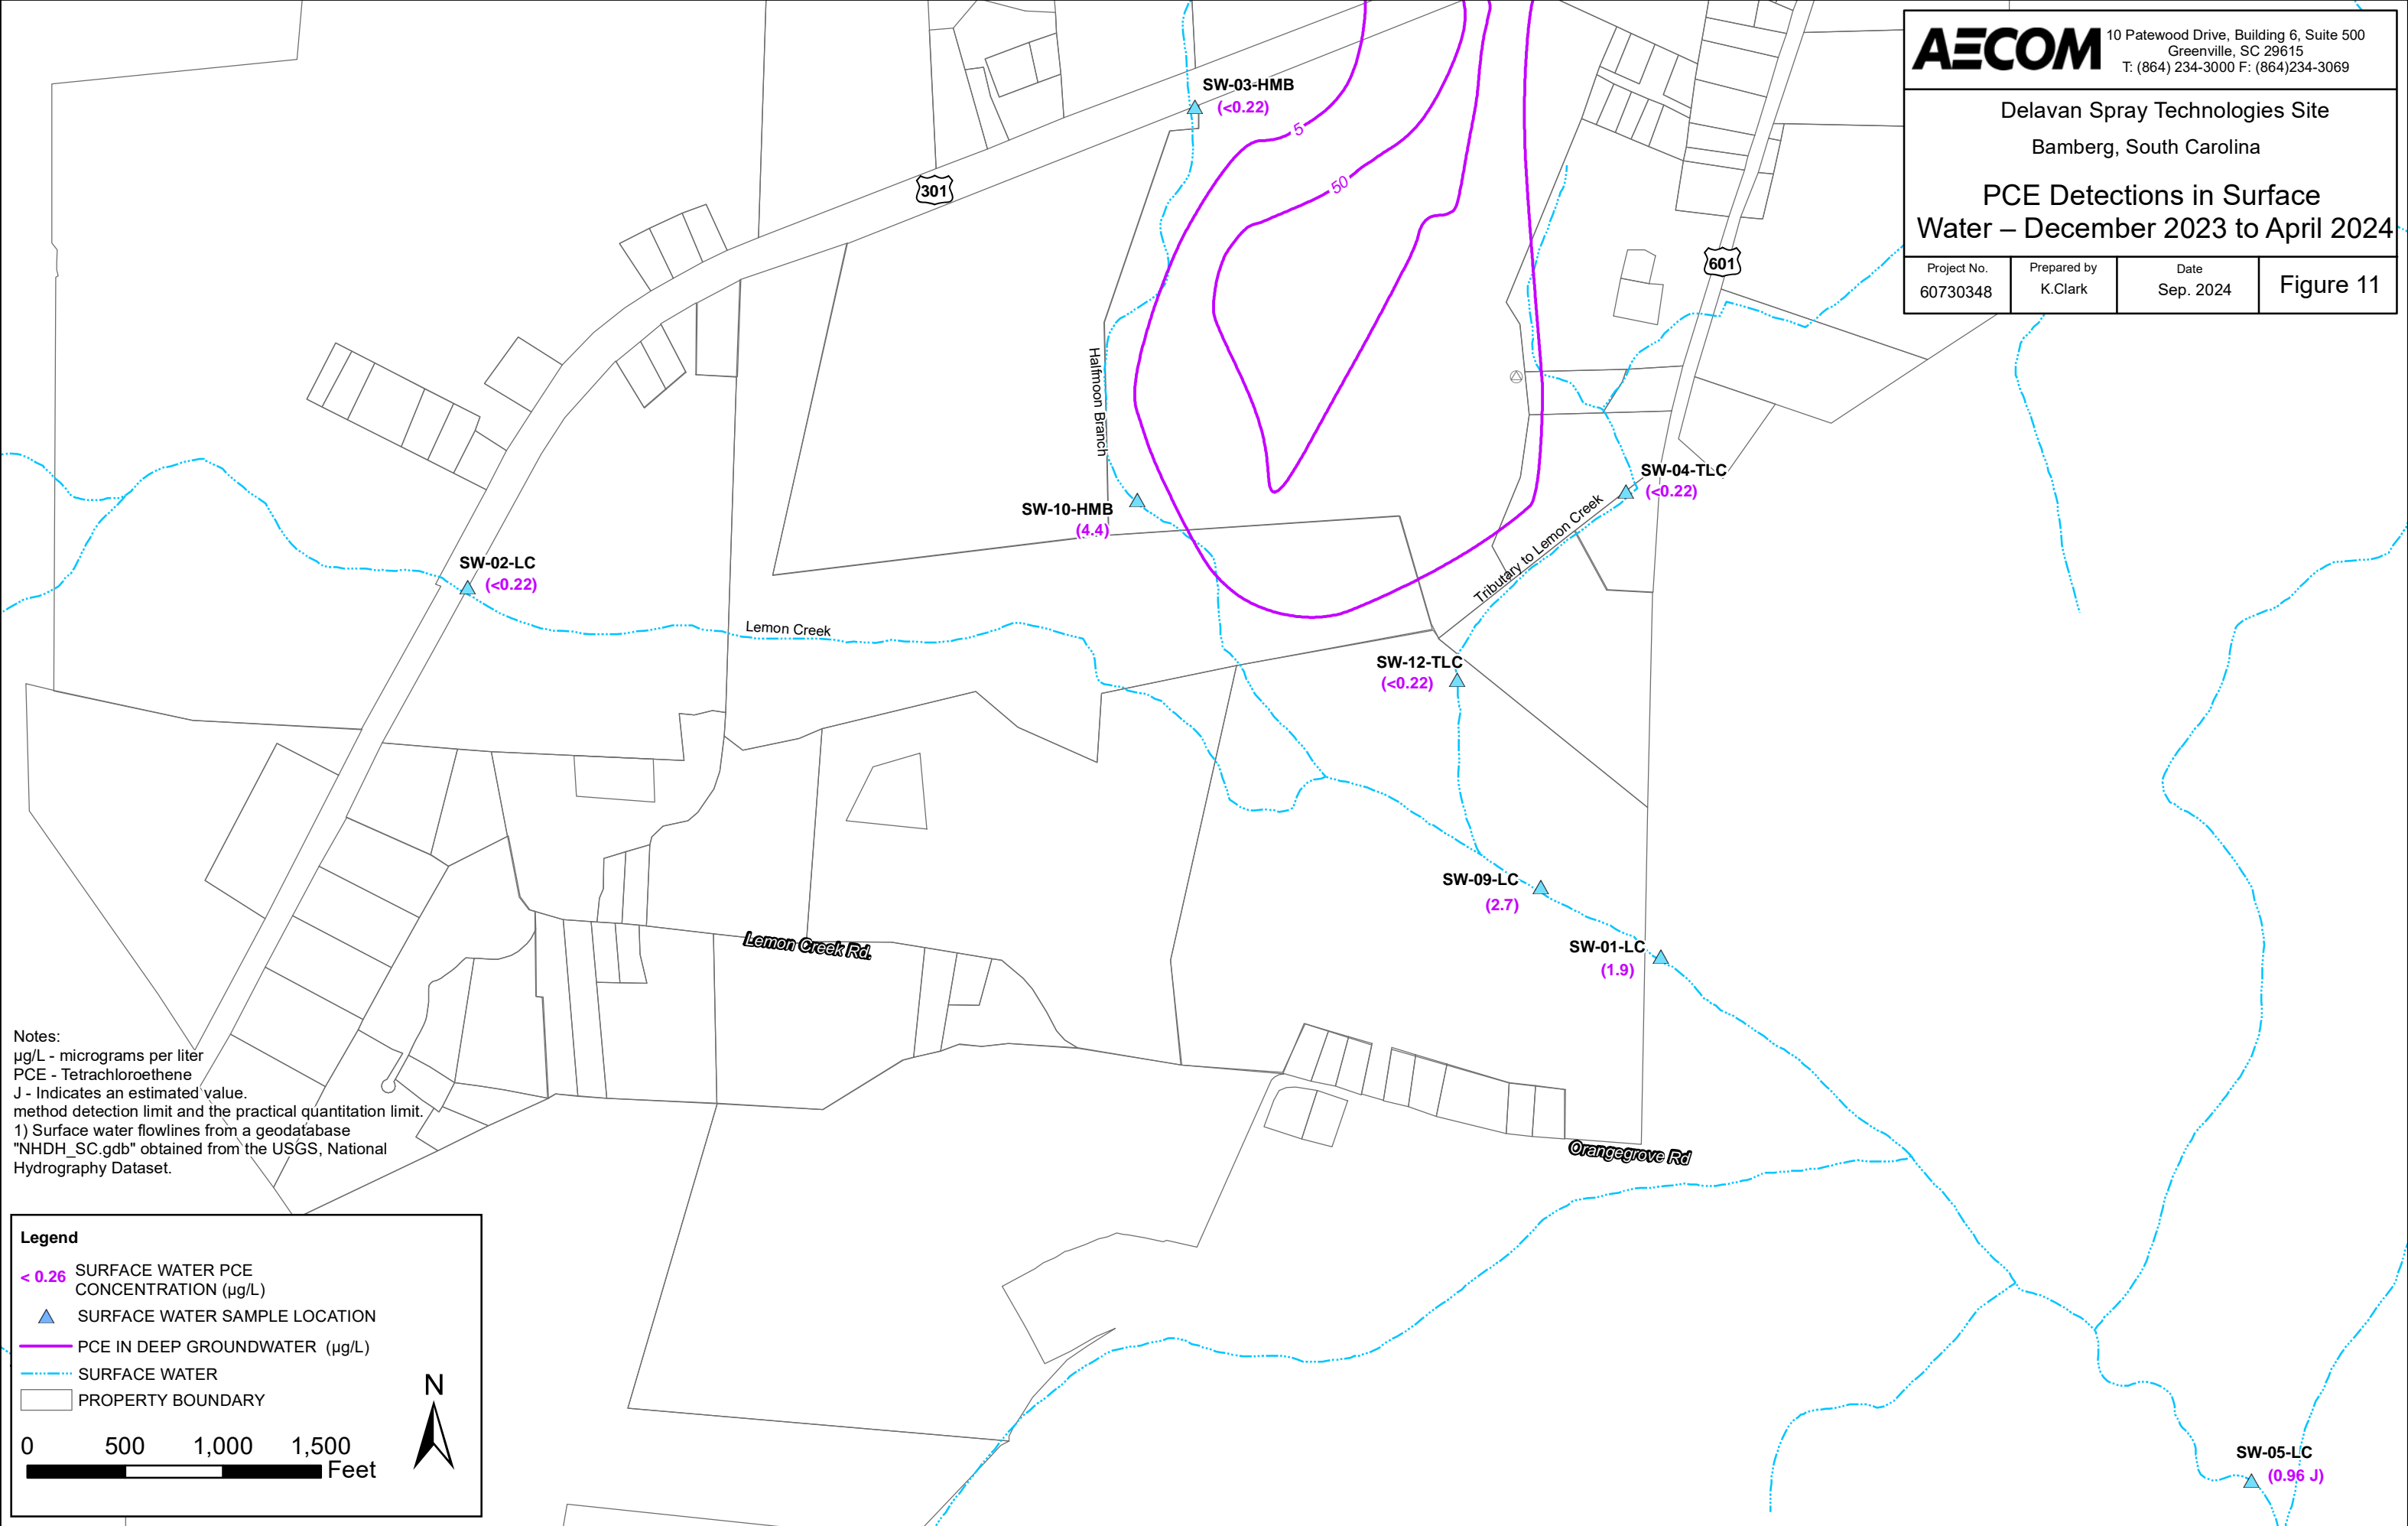 AECOM
10 Patewood Drive, Building 6, Suite 500
Greenville, SC 29615
T: (864) 234-3000 F: (864)234-3069
Delavan Spray Technologies Site
Bamberg, South Carolina
PCE Detections in Surface
Water – December 2023 to April 2024
Project No.
60730348
Prepared by
K.Clark
Date
Sep. 2024
Figure 11
SW-03-HMB
(<0.22)
5
50
301
601
Halfmoon Branch
SW-10-HMB
(4.4)
SW-04-TLC
(<0.22)
Tributary to Lemon Creek
SW-02-LC
(<0.22)
Lemon Creek
SW-12-TLC
(<0.22)
SW-09-LC
(2.7)
SW-01-LC
(1.9)
Lemon Creek Rd.
Orangegrove Rd
SW-05-LC
(0.96 J)
Notes:
µg/L - micrograms per liter
PCE - Tetrachloroethene
J - Indicates an estimated value.
method detection limit and the practical quantitation limit.
1) Surface water flowlines from a geodatabase
"NHDH_SC.gdb" obtained from the USGS, National
Hydrography Dataset.
Legend
< 0.26 SURFACE WATER PCE
CONCENTRATION (µg/L)
SURFACE WATER SAMPLE LOCATION
PCE IN DEEP GROUNDWATER (µg/L)
SURFACE WATER
PROPERTY BOUNDARY
N
0 500 1,000 1,500
Feet